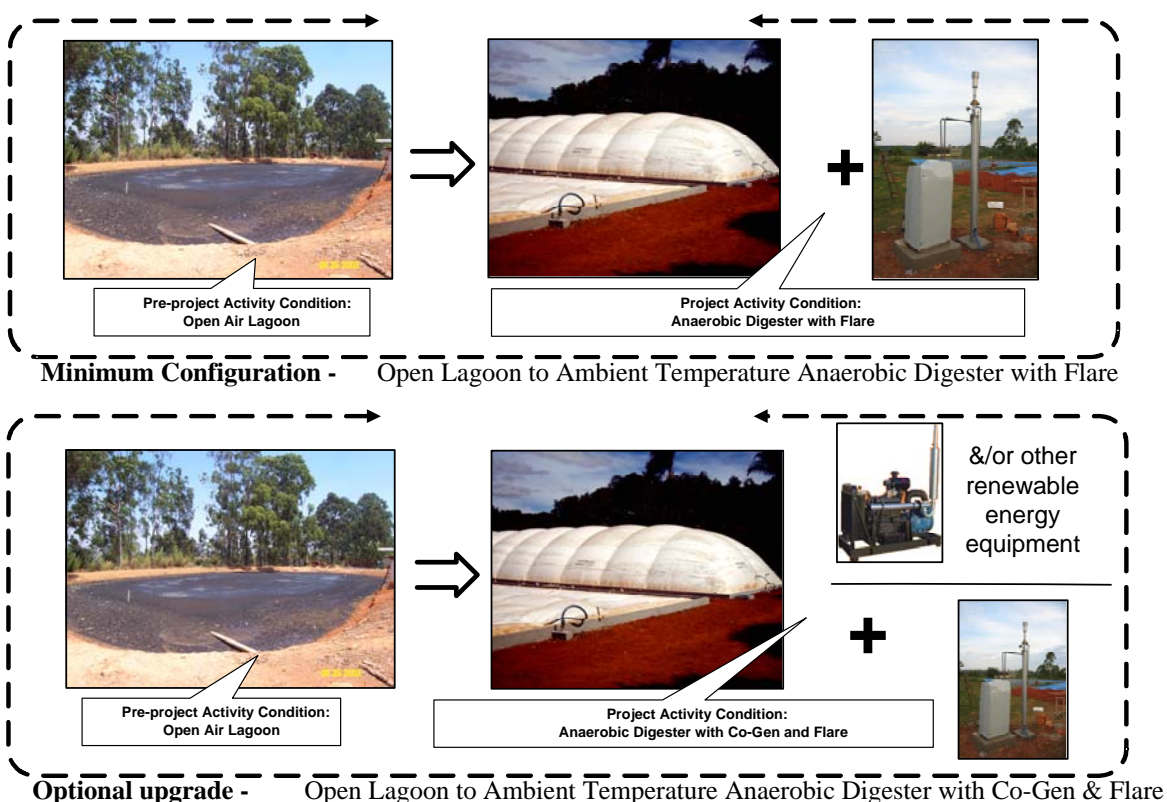 Pre-project Activity Condition:
Open Air Lagoon
+
Project Activity Condition:
Anaerobic Digester with Flare
Minimum Configuration - Open Lagoon to Ambient Temperature Anaerobic Digester with Flare
&/or other
renewable
energy
equipment
+
Pre-project Activity Condition:
Open Air Lagoon
Project Activity Condition:
Anaerobic Digester with Co-Gen and Flare
Optional upgrade - Open Lagoon to Ambient Temperature Anaerobic Digester with Co-Gen & Flare